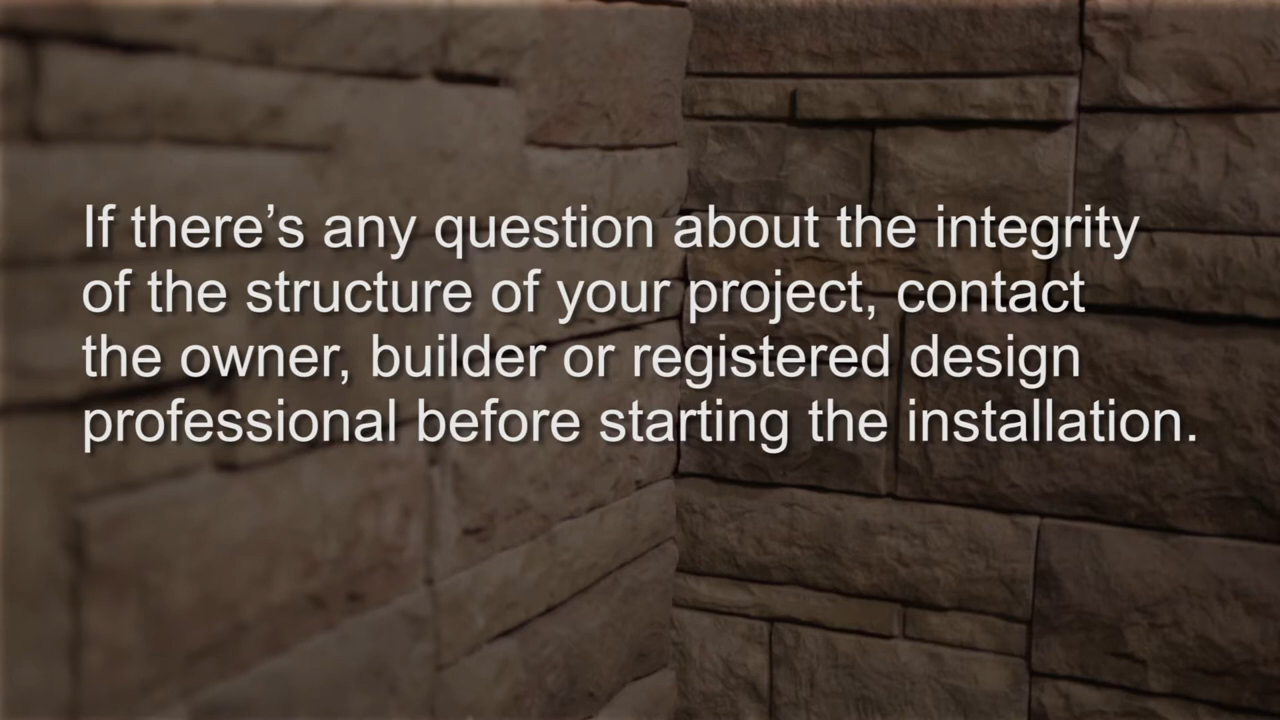 If there’s any question about the integrity
of the structure of your project, contact
the owner, builder or registered design
professional before starting the installation.